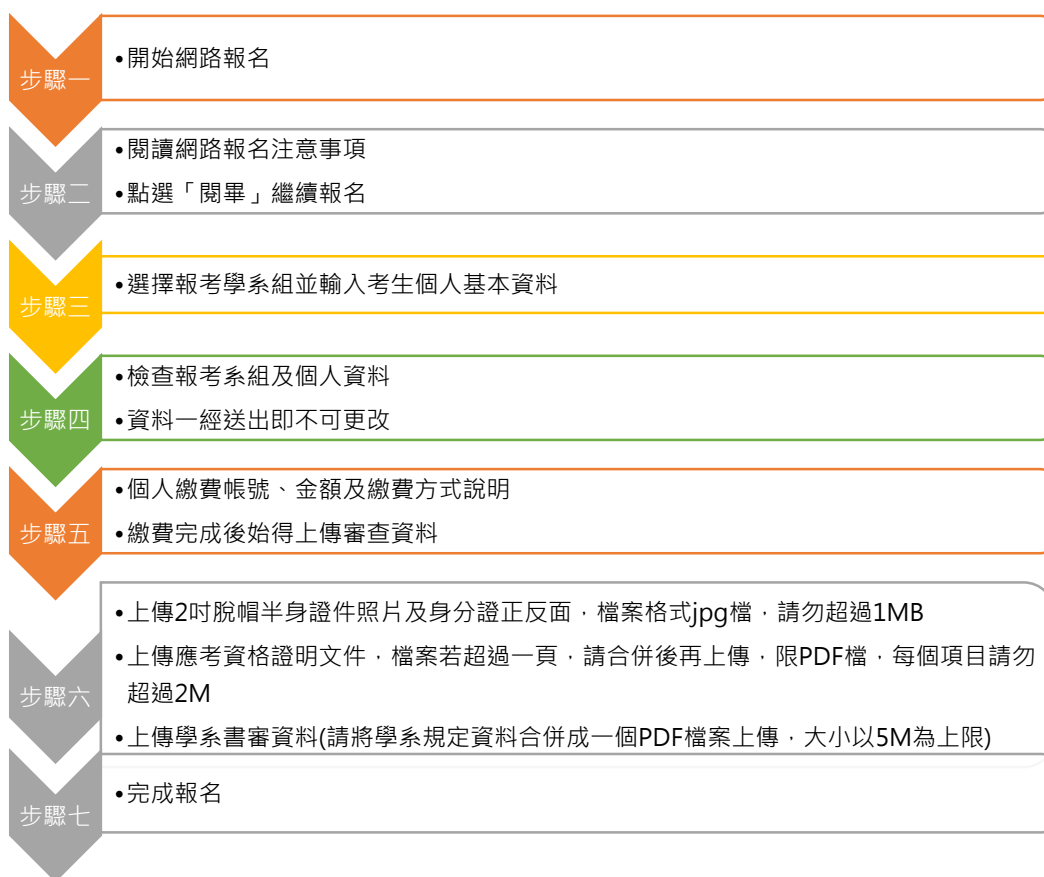 步驟一
•開始網路報名
步驟二
•閱讀網路報名注意事項
•點選「閱畢」繼續報名
步驟三
•選擇報考學系組並輸入考生個人基本資料
步驟四
•檢查報考系組及個人資料
•資料一經送出即不可更改
步驟五
•個人繳費帳號、金額及繳費方式說明
•繳費完成後始得上傳審查資料
步驟六
•上傳2吋脫帽半身證件照片及身分證正反面，檔案格式jpg檔，請勿超過1MB
•上傳應考資格證明文件，檔案若超過一頁，請合併後再上傳，限PDF檔，每個項目請勿
超過2M
•上傳學系書審資料(請將學系規定資料合併成一個PDF檔案上傳，大小以5M為上限)
步驟七
•完成報名